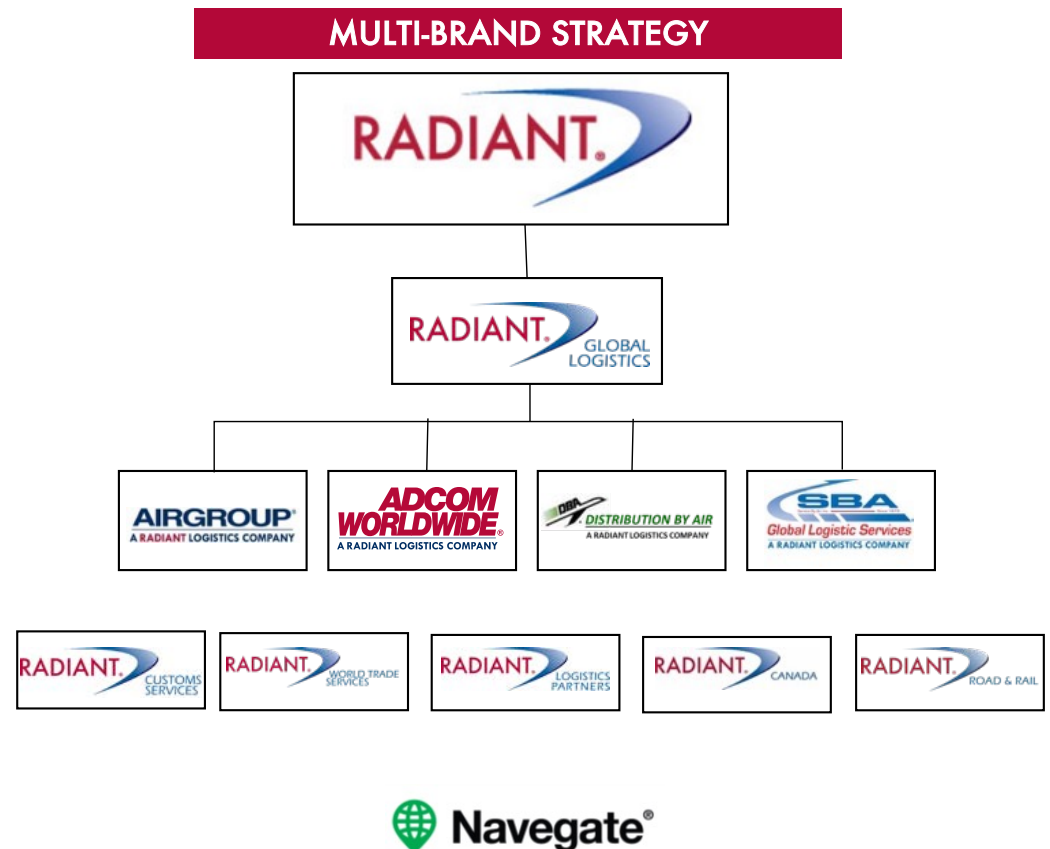 MULTI-BRAND STRATEGY
RADIANT.®
RADIANT.®
GLOBAL
LOGISTICS
AIRGROUP®
A RADIANT LOGISTICS COMPANY
ADCOM
WORLDWIDE®
A RADIANT LOGISTICS COMPANY
DBA
DISTRIBUTION BY AIR
A RADIANT LOGISTICS COMPANY
SBA
Global Logistic Services
A RADIANT LOGISTICS COMPANY
RADIANT.®
CUSTOMS
SERVICES
RADIANT.®
WORLD TRADE
SERVICES
RADIANT.®
LOGISTICS
PARTNERS
RADIANT.®
CANADA
RADIANT.®
ROAD & RAIL
Navegate®